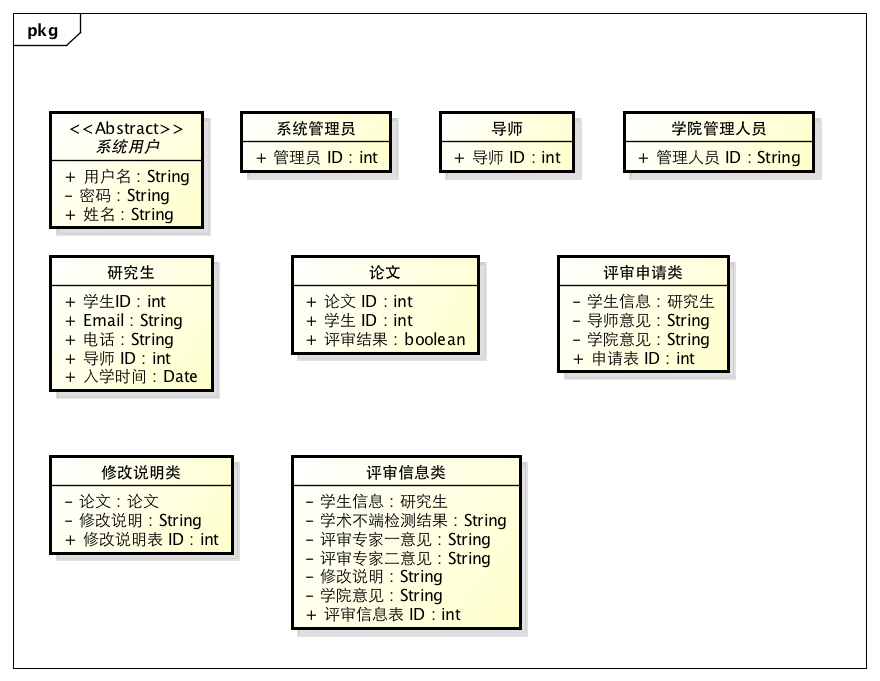 pkg
<<Abstract>>
系统用户
+ 用户名 : String
– 密码 : String
+ 姓名 : String
系统管理员
+ 管理员 ID : int
导师
+ 导师 ID : int
学院管理人员
+ 管理人员 ID : String
研究生
+ 学生ID : int
+ Email : String
+ 电话 : String
+ 导师 ID : int
+ 入学时间 : Date
论文
+ 论文 ID : int
+ 学生 ID : int
+ 评审结果 : boolean
评审申请类
– 学生信息 : 研究生
– 导师意见 : String
– 学院意见 : String
+ 申请表 ID : int
修改说明类
– 论文 : 论文
– 修改说明 : String
+ 修改说明表 ID : int
评审信息类
– 学生信息 : 研究生
– 学术不端检测结果 : String
– 评审专家一意见 : String
– 评审专家二意见 : String
– 修改说明 : String
– 学院意见 : String
+ 评审信息表 ID : int